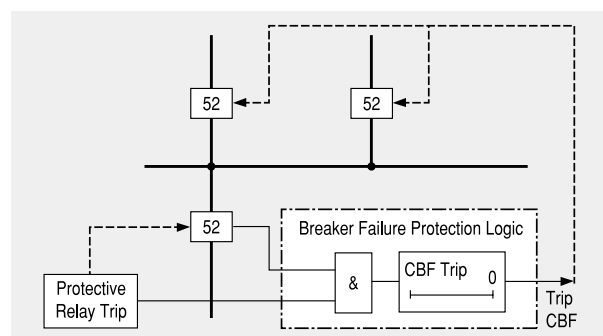 52
52
52
Breaker Failure Protection Logic
CBF Trip
0
&
Protective
Relay Trip
Trip
CBF